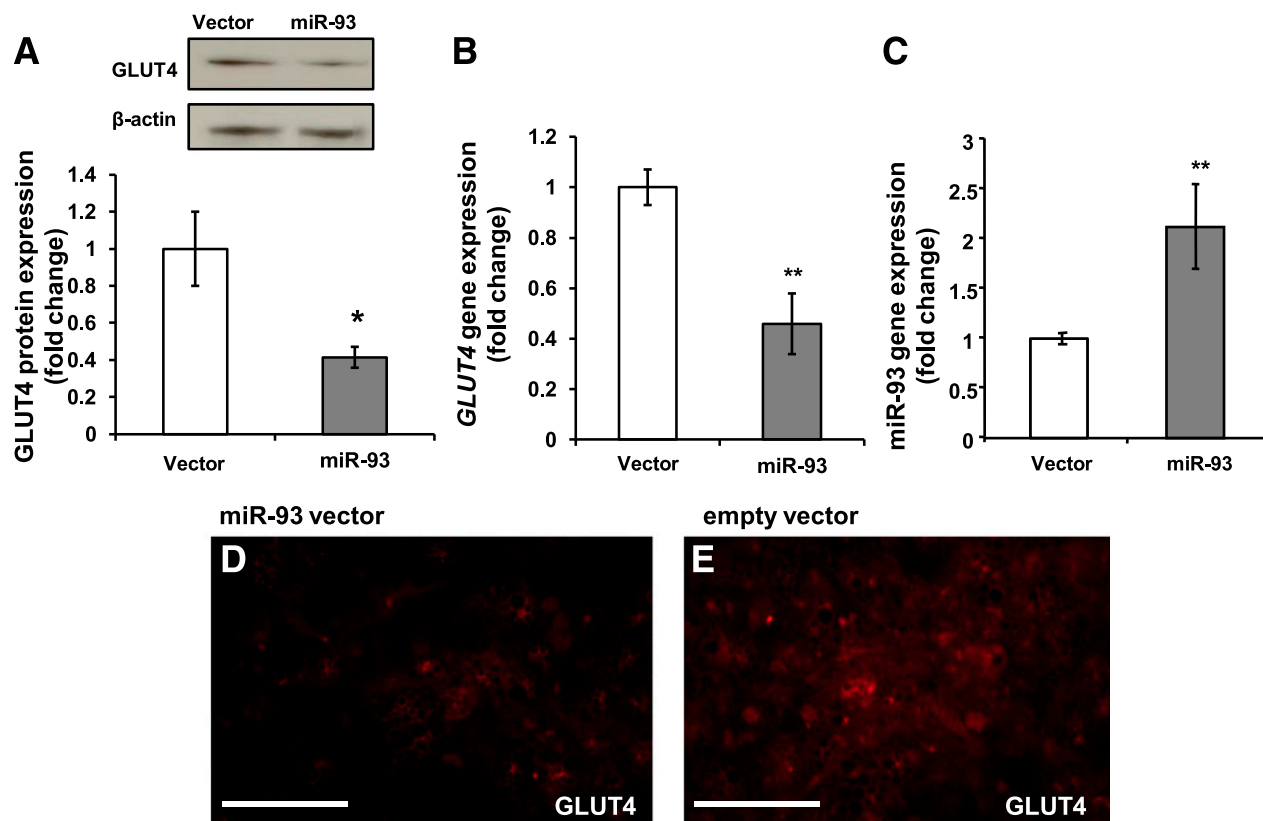 A
Vector miR-93
GLUT4
β-actin
GLUT4 protein expression
(fold change)
1.4
1.2
1
0.8
0.6
0.4
0.2
0
*
Vector miR-93
B
GLUT4 gene expression
(fold change)
1.2
1
0.8
0.6
0.4
0.2
0
**
Vector miR-93
C
miR-93 gene expression
(fold change)
3
2.5
2
1.5
1
0.5
0
**
Vector miR-93
miR-93 vector
D
GLUT4
empty vector
E
GLUT4